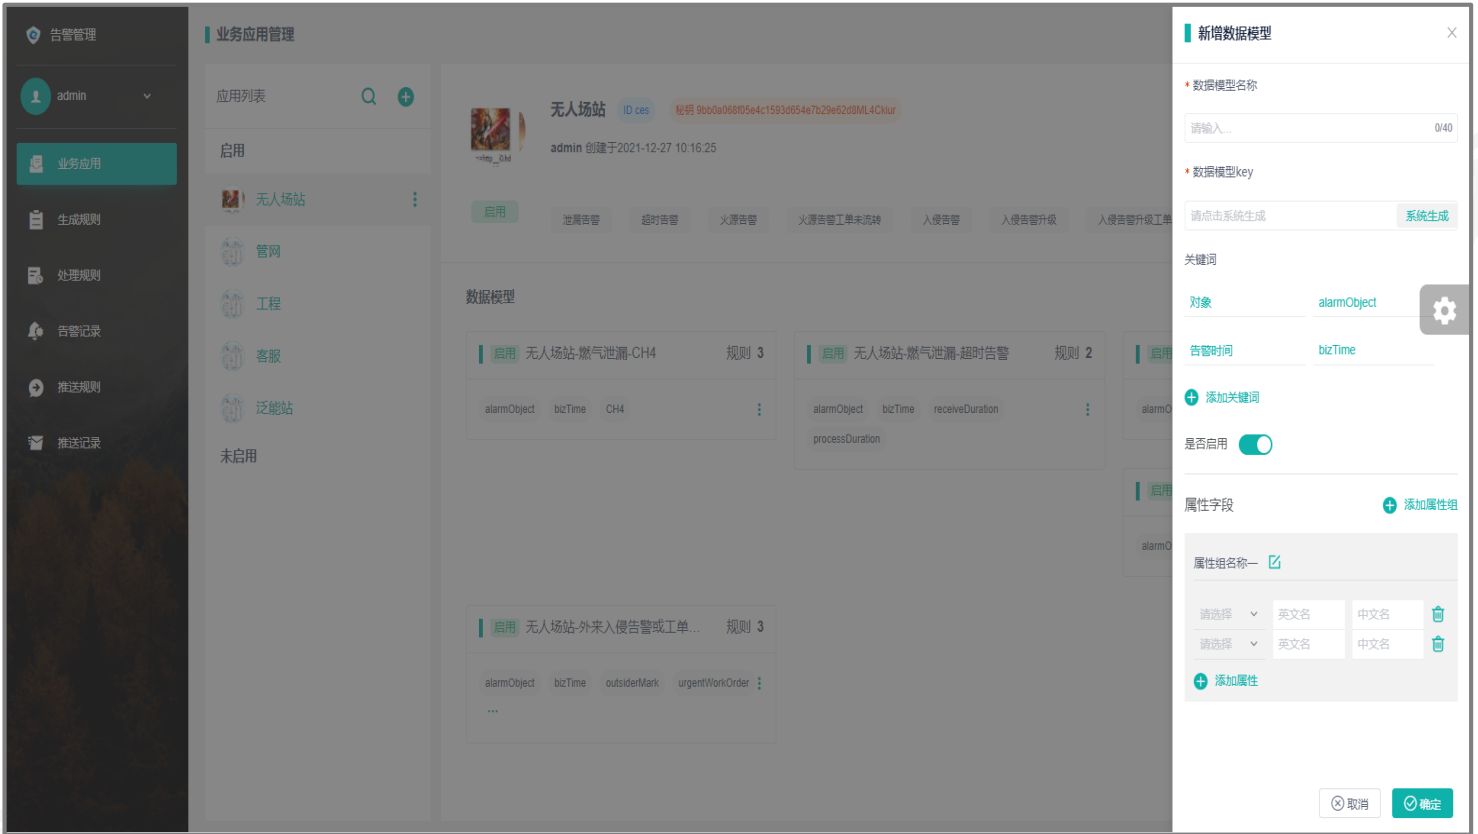 告警管理
admin
业务应用
生成规则
处理规则
告警记录
推送规则
推送记录
业务应用管理
应用列表
启用
无人场站
管网
工程
客服
泛能站
未启用
无人场站 ID ces
admin 创建于2021-12-27 10:16:25
启用 泄漏告警 超时告警 火源告警 火源告警工单未流转 入侵告警 入侵告警升级 入侵告警升级工单
数据模型
启用 无人场站-燃气泄漏-CH4 规则 3
alarmObject bizTime CH4
启用 无人场站-燃气泄漏-超时告警 规则 2
alarmObject bizTime receiveDuration
processDuration
启用
alarmO
启用
alarmO
启用 无人场站-外来入侵告警或工单... 规则 3
alarmObject bizTime outsiderMark urgentWorkOrder
...
新增数据模型
* 数据模型名称
请输入... 0/40
* 数据模型key
请点击系统生成 系统生成
关键词
对象 alarmObject
告警时间 bizTime
添加关键词
是否启用
属性字段 添加属性组
属性组名称一
请选择 英文名 中文名
请选择 英文名 中文名
添加属性
取消 确定